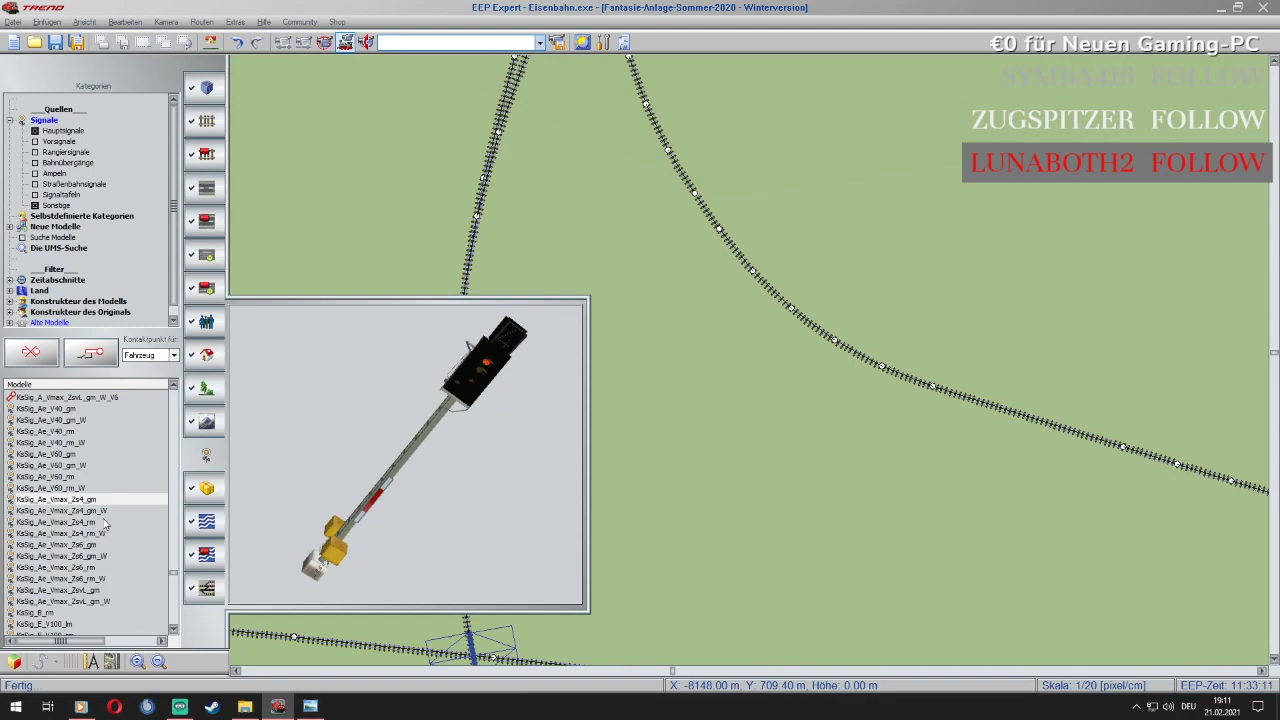 TREND
EEP Expert - Eisenbahn.exe - [Fantasie-Anlage-Sommer-2020 - Winterversion]
Datei Einfügen Ansicht Bearbeiten Kamera Routen Extras Hilfe Community Shop
€0 für Neuen Gaming-PC
ZUGSPITZER FOLLOW
LUNABOTH2 FOLLOW
Kategorien
___Quellen___
Signale
Hauptsignale
Vorsignale
Rangiersignale
Bahnübergänge
Ampeln
Straßenbahnsignale
Signaltafeln
Sonstige
Selbstdefinierte Kategorien
Neue Modelle
Suche Modelle
Die UMS-Suche
___Filter___
Zeitabschnitte
Land
Konstrukteur des Modells
Konstrukteur des Originals
Alte Modelle
Kontaktpunkt für
Fahrzeug
Modelle
KsSig_A_Vmax_ZsvL_gm_W_V6
KsSig_Ae_V40_gm
KsSig_Ae_V40_gm_W
KsSig_Ae_V40_rm
KsSig_Ae_V40_rm_W
KsSig_Ae_V60_gm
KsSig_Ae_V60_gm_W
KsSig_Ae_V60_rm
KsSig_Ae_V60_rm_W
KsSig_Ae_Vmax_Zs4_gm
KsSig_Ae_Vmax_Zs4_gm_W
KsSig_Ae_Vmax_Zs4_rm
KsSig_Ae_Vmax_Zs4_rm_W
KsSig_Ae_Vmax_Zs6_gm
KsSig_Ae_Vmax_Zs6_gm_W
KsSig_Ae_Vmax_Zs6_rm
KsSig_Ae_Vmax_Zs6_rm_W
KsSig_Ae_Vmax_ZsvL_gm
KsSig_Ae_Vmax_ZsvL_gm_W
KsSig_B_rm
KsSig_E_V100_lm
Fertig
X: -8148.00 m, Y: 709.40 m, Höhe: 0.00 m
Skala: 1/20 [pixel/cm]
EEP-Zeit: 11:33:11
DEU
19:11
21.02.2021